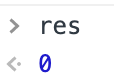 > res
<· 0